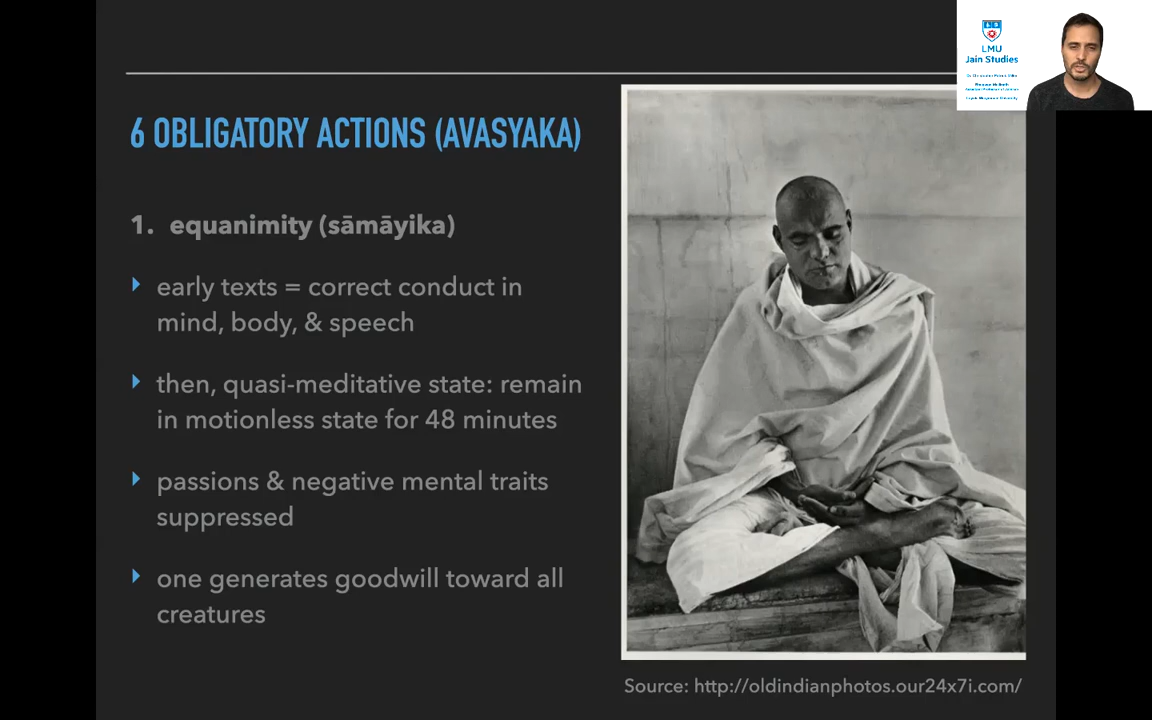 6 OBLIGATORY ACTIONS (AVASYAKA)
1. equanimity (sāmāyika)
early texts = correct conduct in
mind, body, & speech
then, quasi-meditative state: remain
in motionless state for 48 minutes
passions & negative mental traits
suppressed
one generates goodwill toward all
creatures
Source: http://oldindianphotos.our24x7i.com/
LMU
Jain Studies